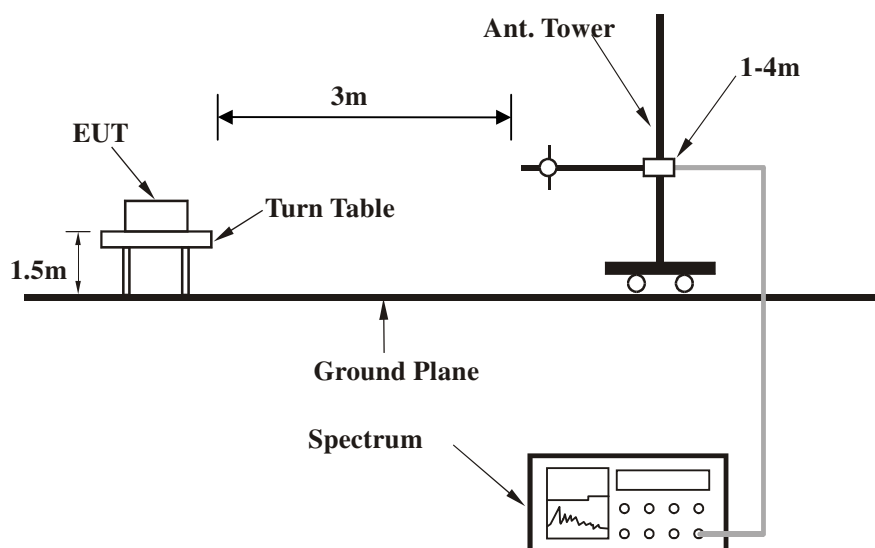 Ant. Tower
1-4m
3m
EUT
Turn Table
1.5m
Ground Plane
Spectrum